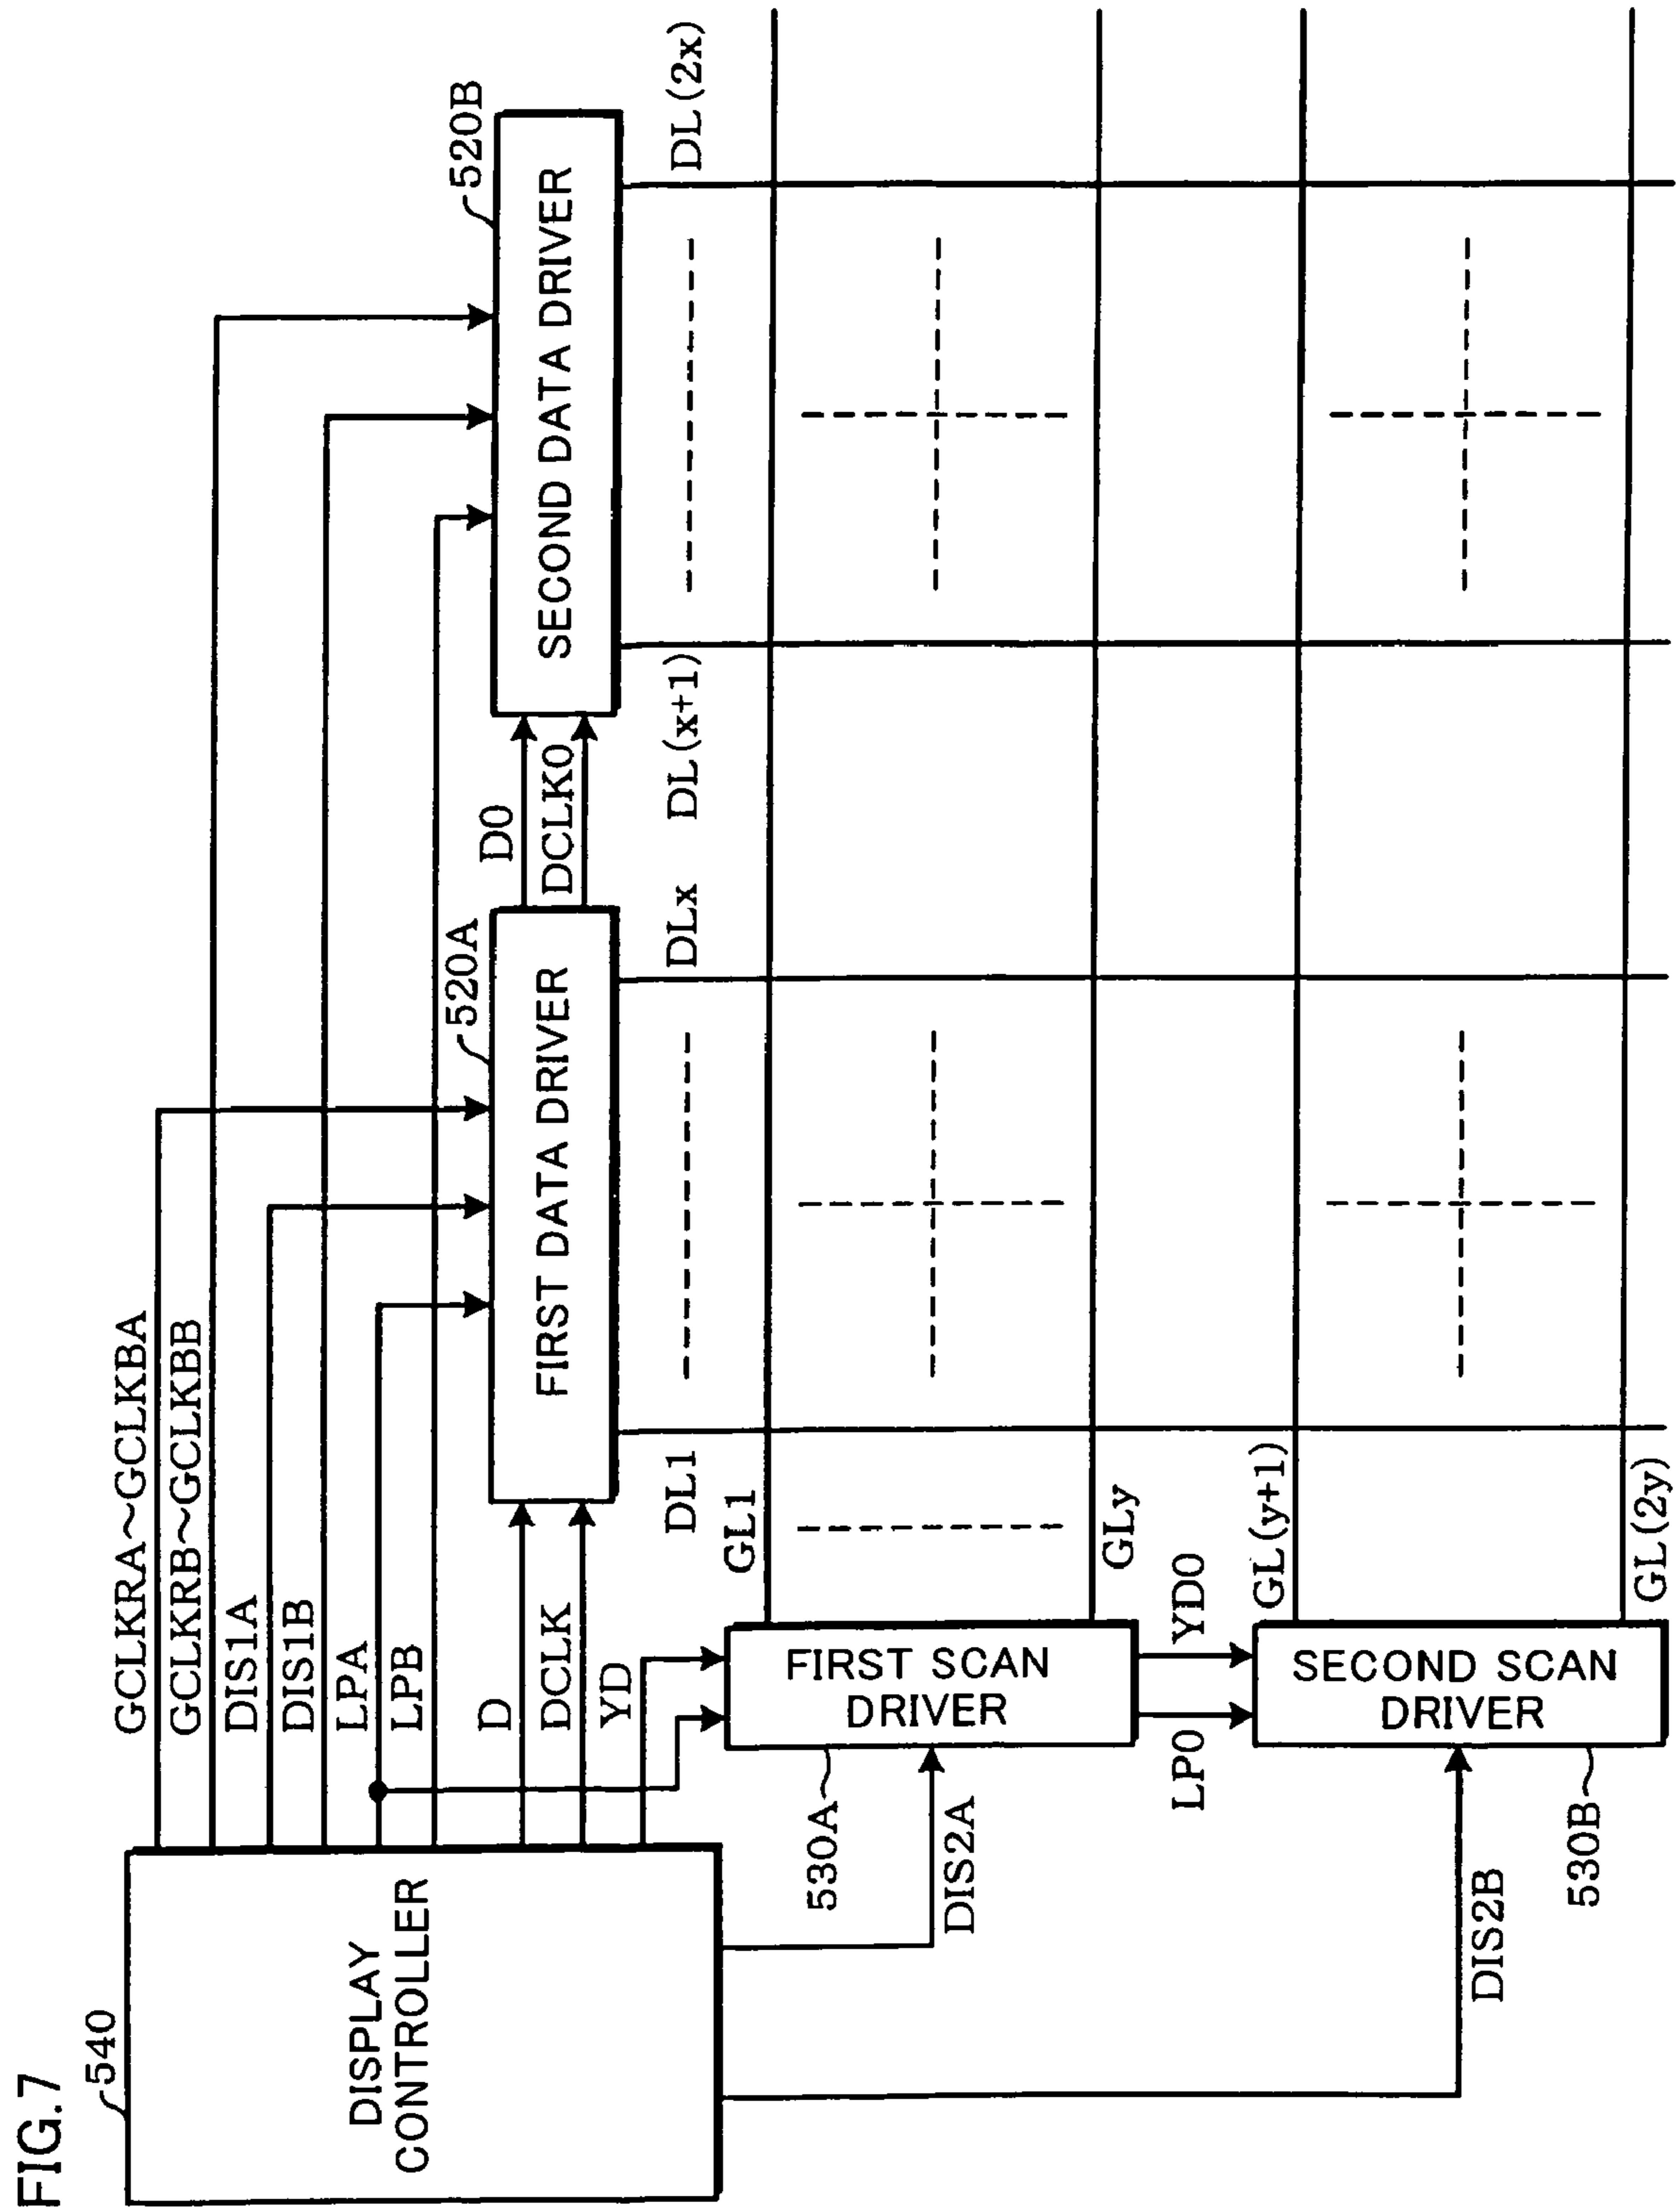 FIG.7
540
DISPLAY
CONTROLLER
GCLKRA~GCLKBA
GCLKRB~GCLKBB
DIS1A
DIS1B
LPA
LPB
D
DCLK
YD
520A
FIRST DATA DRIVER
D0
DCLK0
520B
SECOND DATA DRIVER
DL1
DLx
DL(x+1)
DL(2x)
GL1
GLy
GL(y+1)
GL(2y)
530A
FIRST SCAN
DRIVER
DIS2A
LP0
YD0
SECOND SCAN
DRIVER
530B
DIS2B